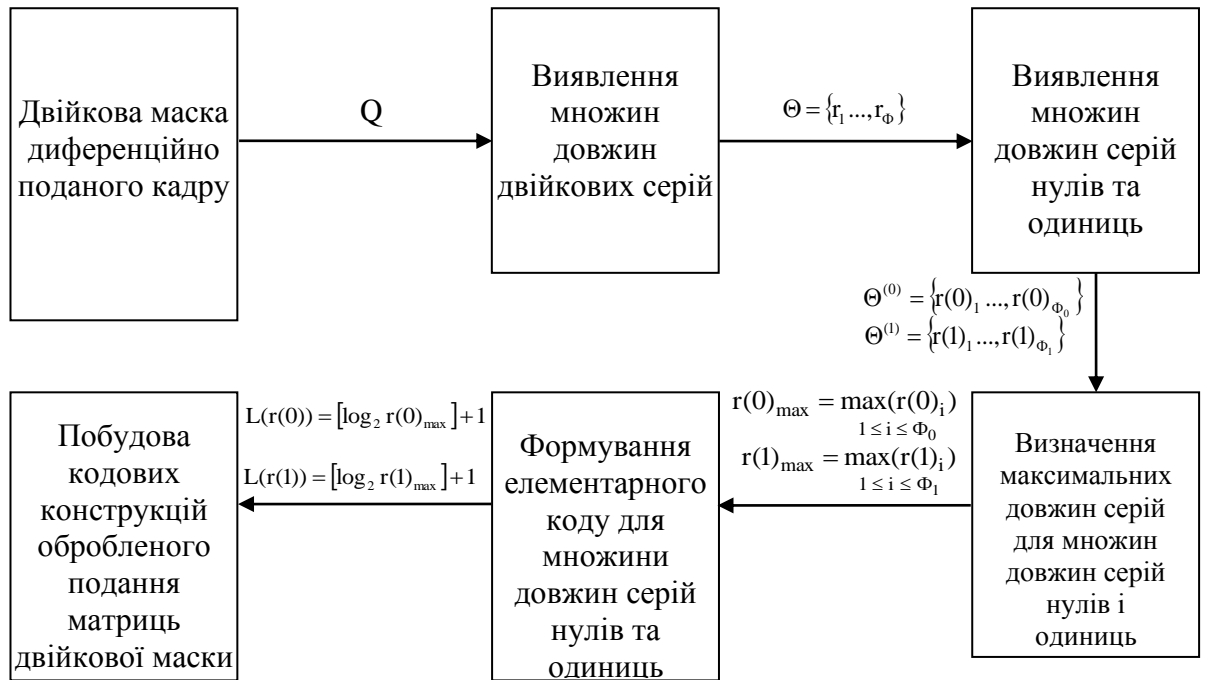 Двійкова маска
диференційно
поданого кадру
Q
Виявлення
множин
довжин
двійкових серій
Θ = {r₁ ..., r_Φ}
Виявлення
множин
довжин серій
нулів та
одиниць
Θ⁽⁰⁾ = {r(0)₁ ..., r(0)_Φ₀}
Θ⁽¹⁾ = {r(1)₁ ..., r(1)_Φ₁}
Визначення
максимальних
довжин серій
для множин
довжин серій
нулів і
одиниць
r(0)max = max(r(0)ᵢ)
1 ≤ i ≤ Φ₀
r(1)max = max(r(1)ᵢ)
1 ≤ i ≤ Φ₁
Формування
елементарного
коду для
множини
довжин серій
нулів та
одиниць
L(r(0)) = [log₂ r(0)max] + 1
L(r(1)) = [log₂ r(1)max] + 1
Побудова
кодових
конструкцій
обробленого
подання
матриць
двійкової маски